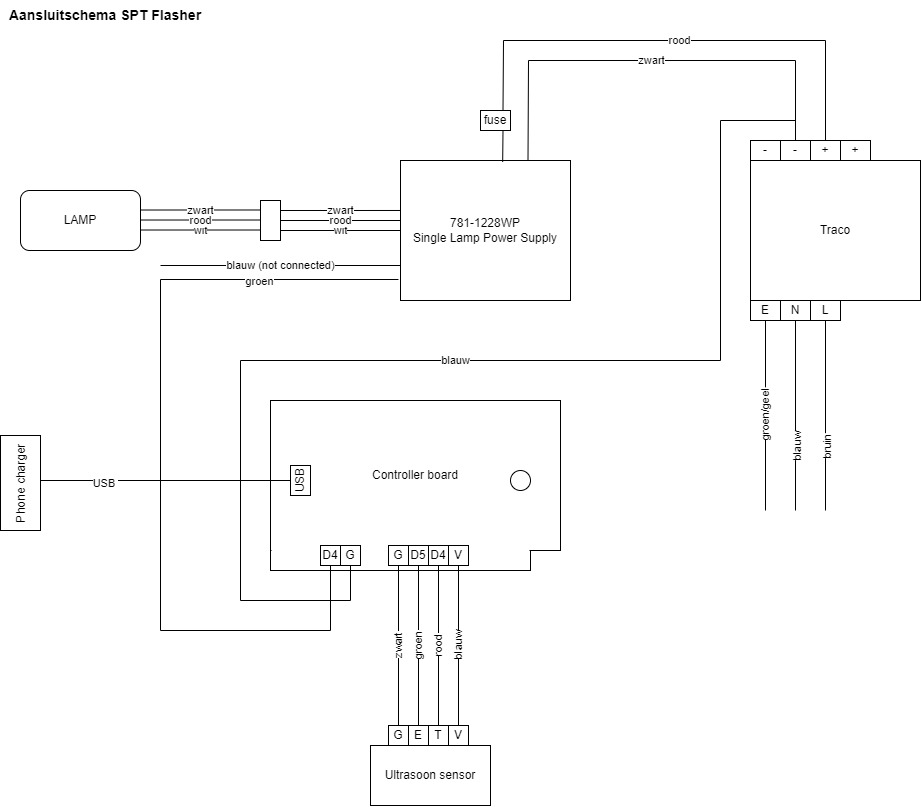 Aansluitschema SPT Flasher
rood
zwart
fuse
- - + +
LAMP
zwart
rood
wit
zwart
rood
wit
781-1228WP
Single Lamp Power Supply
Traco
blauw (not connected)
groen
E N L
blauw
groen/geel
blauw
bruin
Phone charger
USB
USB
Controller board
D4 G
G D5 D4 V
zwart
groen
rood
blauw
G E T V
Ultrasoon sensor